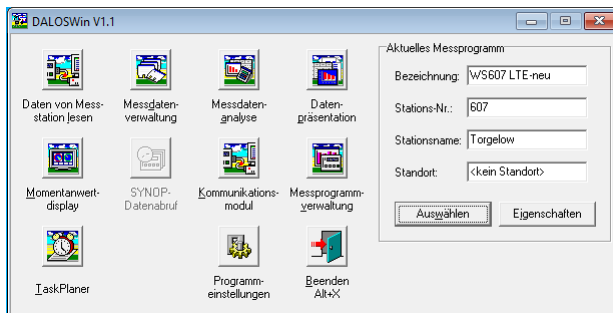 DALOSWin V1.1
Daten von Mess-
station lesen
Messdaten-
verwaltung
Messdaten-
analyse
Daten-
präsentation
Momentanwert-
display
SYNOP-
Datenabruf
Kommunikations-
modul
Messprogramm-
verwaltung
TaskPlaner
Programm-
einstellungen
Beenden
Alt+X
Aktuelles Messprogramm
Bezeichnung: WS607 LTE-neu
Stations-Nr.: 607
Stationsname: Torgelow
Standort: <kein Standort>
Auswählen Eigenschaften